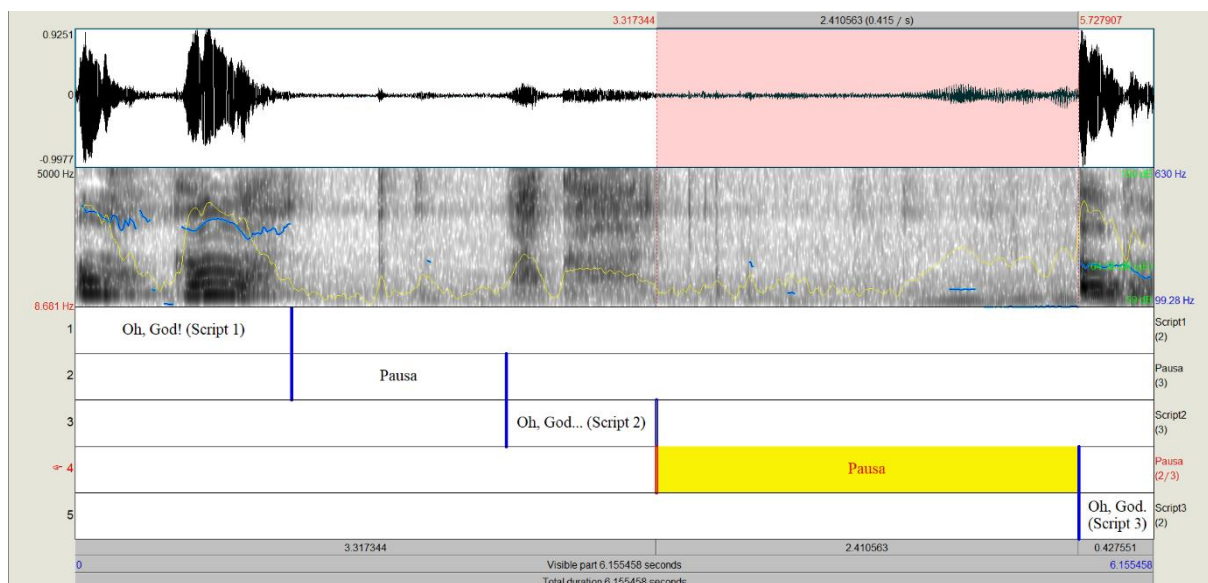 3.317344 2.410563 (0.415 / s) 5.727907
0.9251
0
-0.9977
5000 Hz 630 Hz
8.681 Hz 99.28 Hz
1 Oh, God! (Script 1) Script1
(2)
2 Pausa Pausa
(3)
3 Oh, God... (Script 2) Script2
(3)
4 Pausa Pausa
(2/3)
5 Oh, God.
(Script 3) Script3
(2)
3.317344 2.410563 0.427551
0 Visible part 6.155458 seconds 6.155458
Total duration 6.155458 seconds